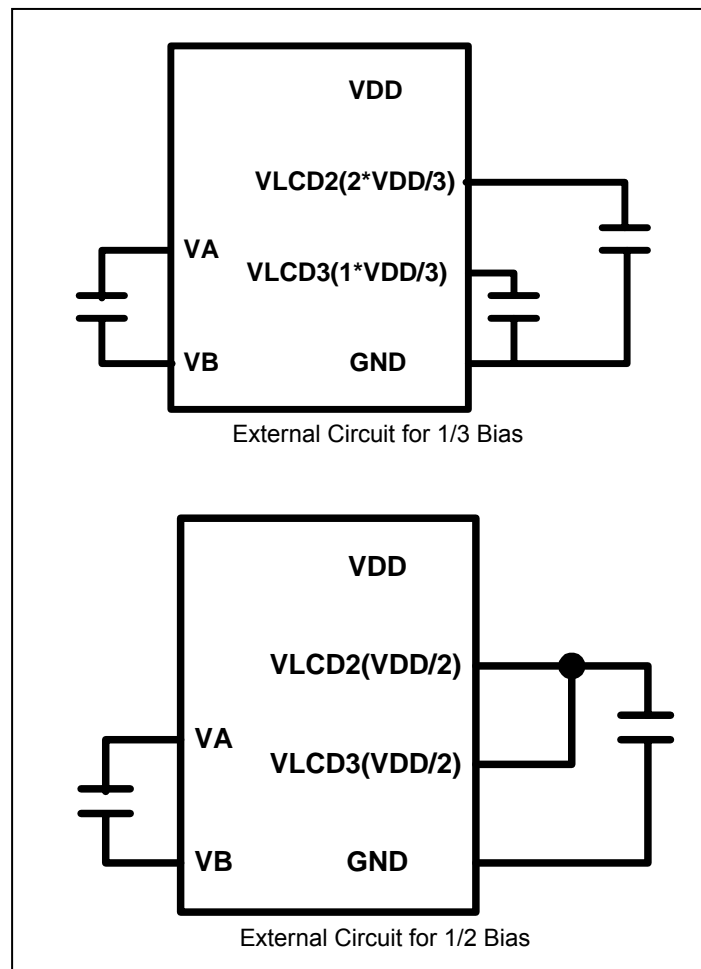 VDD
VLCD2(2*VDD/3)
VA
VLCD3(1*VDD/3)
VB
GND
External Circuit for 1/3 Bias
VDD
VLCD2(VDD/2)
VA
VLCD3(VDD/2)
VB
GND
External Circuit for 1/2 Bias